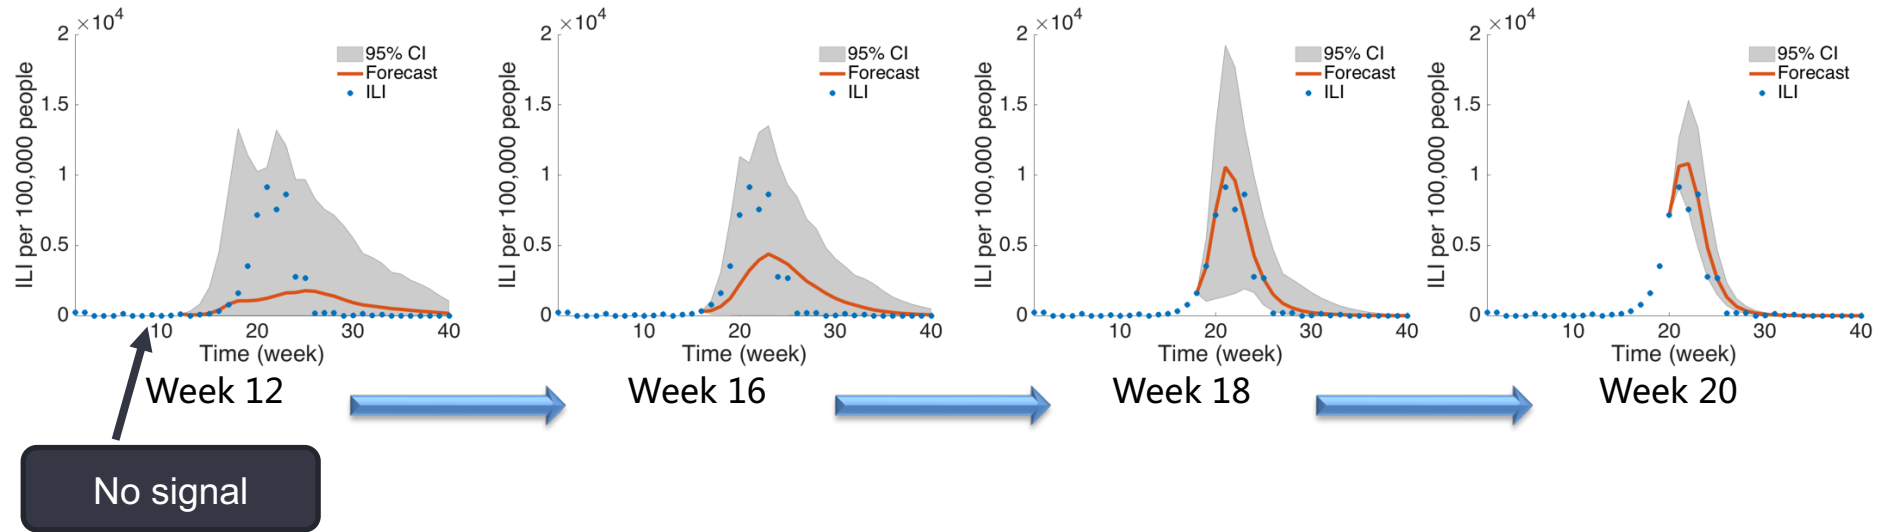 2 ×10⁴
1.5
1
0.5
0
10
20
30
40
ILI per 100,000 people
Time (week)
95% CI
Forecast
ILI
Week 12
2 ×10⁴
1.5
1
0.5
0
10
20
30
40
ILI per 100,000 people
Time (week)
95% CI
Forecast
ILI
Week 16
2 ×10⁴
1.5
1
0.5
0
10
20
30
40
ILI per 100,000 people
Time (week)
95% CI
Forecast
ILI
Week 18
2 ×10⁴
1.5
1
0.5
0
10
20
30
40
ILI per 100,000 people
Time (week)
95% CI
Forecast
ILI
Week 20
No signal